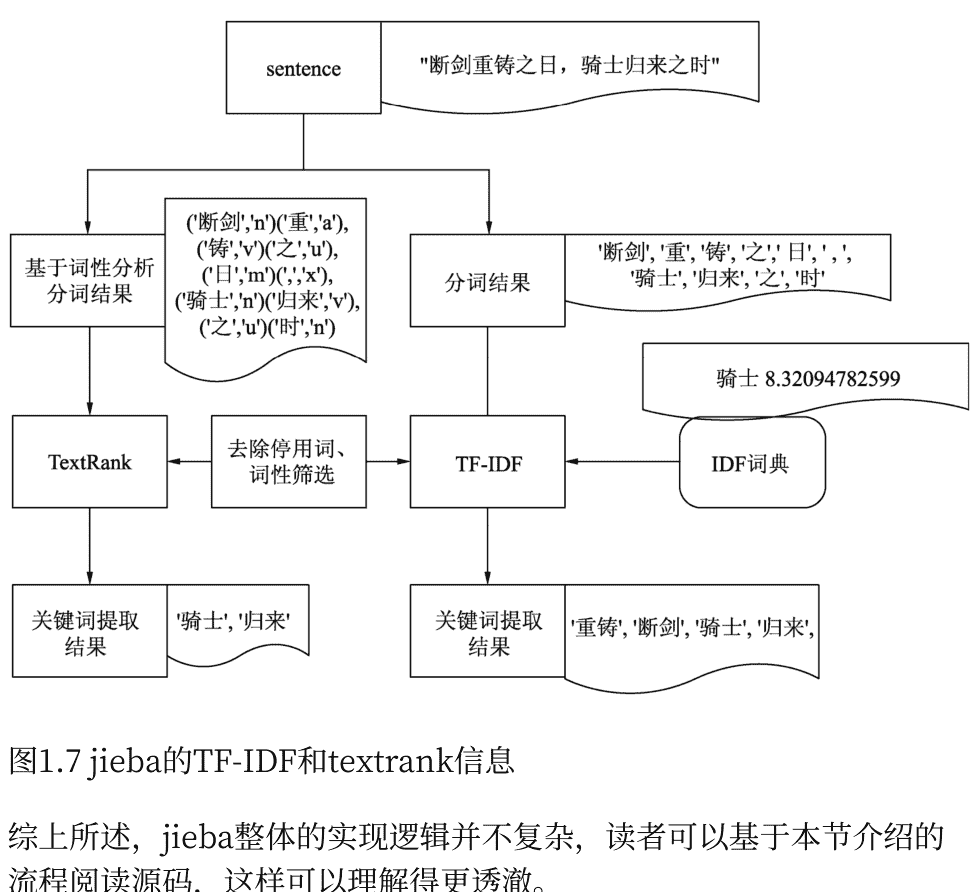 sentence
"断剑重铸之日，骑士归来之时"
基于词性分析
分词结果
('断剑','n')('重','a'),
('铸','v')('之','u'),
('日','m')(',','x'),
('骑士','n')('归来','v'),
('之','u')('时','n')
分词结果
'断剑', '重', '铸', '之',' 日', ' , ',
'骑士', '归来', '之', '时'
骑士 8.32094782599
TextRank
去除停用词、
词性筛选
TF-IDF
IDF词典
关键词提取
结果
'骑士', '归来'
关键词提取
结果
'重铸', '断剑', '骑士', '归来',
图1.7 jieba的TF-IDF和textrank信息
综上所述，jieba整体的实现逻辑并不复杂，读者可以基于本节介绍的
流程阅读源码，这样可以理解得更透澈。